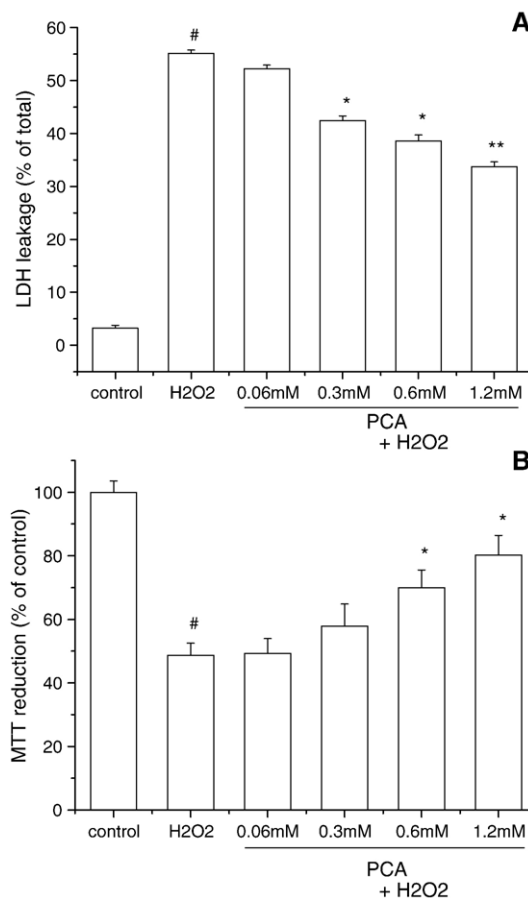 A
LDH leakage (% of total)
60
50
40
30
20
10
0
#
*
*
**
control H2O2 0.06mM 0.3mM 0.6mM 1.2mM
PCA
+ H2O2
B
MTT reduction (% of control)
100
80
60
40
20
0
#
*
*
control H2O2 0.06mM 0.3mM 0.6mM 1.2mM
PCA
+ H2O2